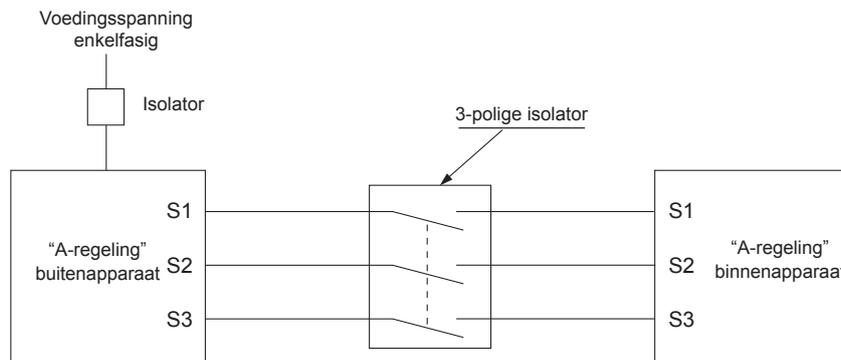 Voedingsspanning
enkelfasig
Isolator
3-polige isolator
S1
S1
“A-regeling”
buitenapparaat
S2
S2
“A-regeling”
binnenapparaat
S3
S3